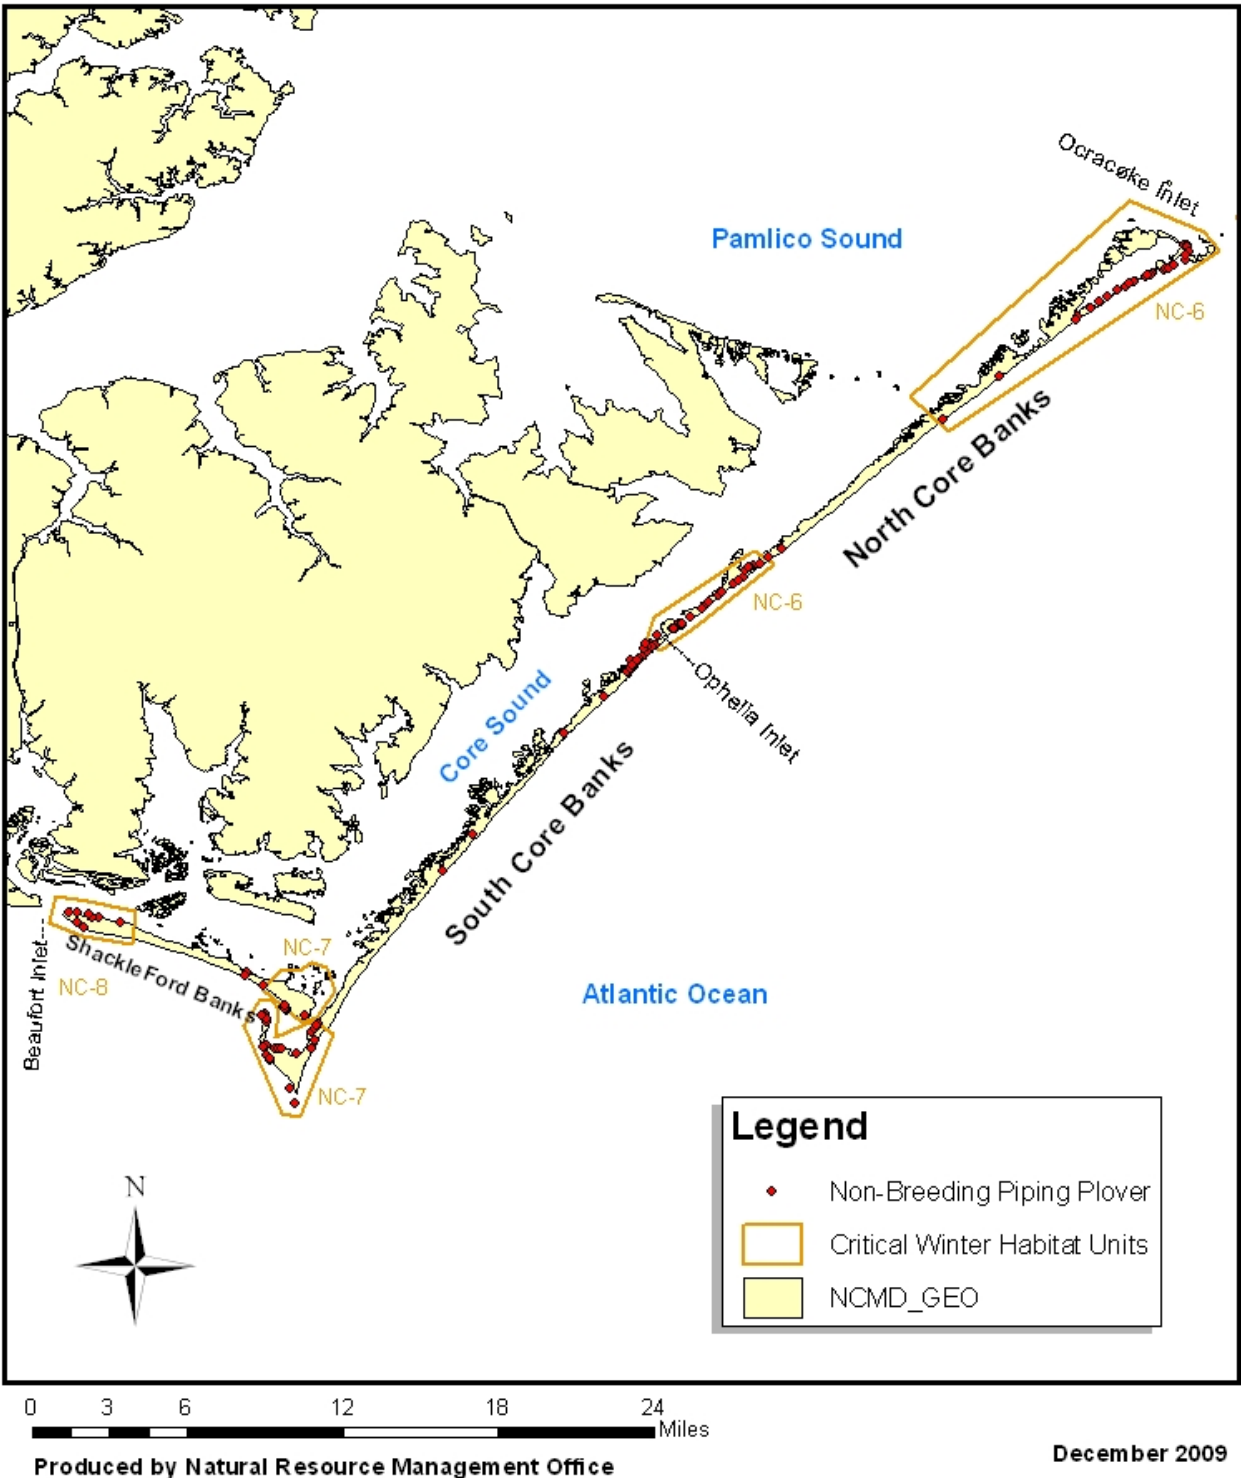 Ocracoke Inlet
Pamlico Sound
NC-6
North Core Banks
NC-6
Ophelia Inlet
Core Sound
South Core Banks
NC-7
Shackleford Banks
Beaufort Inlet
NC-8
Atlantic Ocean
NC-7
Legend
Non-Breeding Piping Plover
Critical Winter Habitat Units
NCMD_GEO
N
0 3 6 12 18 24
Miles
Produced by Natural Resource Management Office
December 2009